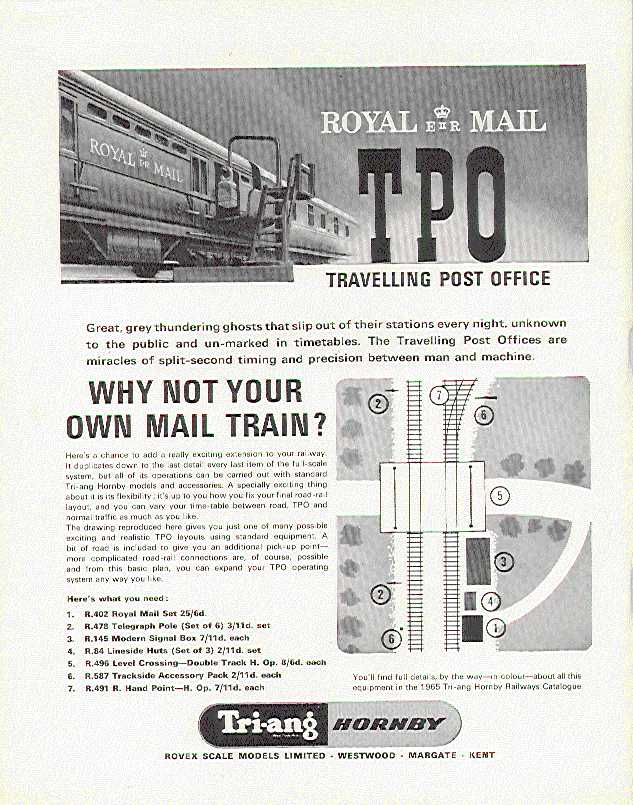 ROYAL EIIR MAIL
ROYAL EIIR MAIL
TPO
TRAVELLING POST OFFICE
Great, grey thundering ghosts that slip out of their stations every night, unknown
to the public and un-marked in timetables. The Travelling Post Offices are
miracles of split-second timing and precision between man and machine.
WHY NOT YOUR
OWN MAIL TRAIN?
Here's a chance to add a really exciting extension to your railway.
It duplicates down to the last detail every last item of the full-scale
system, but all of its operations can be carried out with standard
Tri-ang Hornby models and accessories. A specially exciting thing
about it is its flexibility; it's up to you how you fix your final road-rail
layout, and you can vary your time-table between road, TPO and
normal traffic as much as you like.
The drawing reproduced here gives you just one of many possible
exciting and realistic TPO layouts using standard equipment. A
bit of road is included to give you an additional pick-up point—
more complicated road-rail connections are, of course, possible
and from this basic plan, you can expand your TPO operating
system any way you like.
Here's what you need:
1. R.402 Royal Mail Set 25/6d.
2. R.478 Telegraph Pole (Set of 6) 3/11d. set
3. R.145 Modern Signal Box 7/11d. each
4. R.84 Lineside Huts (Set of 3) 2/11d. set
5. R.496 Level Crossing—Double Track H. Op. 8/6d. each
6. R.587 Trackside Accessory Pack 2/11d. each
7. R.491 R. Hand Point—H. Op. 7/11d. each
2
7
6
5
3
2
4
1
6
You'll find full details, by the way—in colour—about all this
equipment in the 1965 Tri-ang Hornby Railways Catalogue
Tri-ang HORNBY
ROVEX SCALE MODELS LIMITED · WESTWOOD · MARGATE · KENT